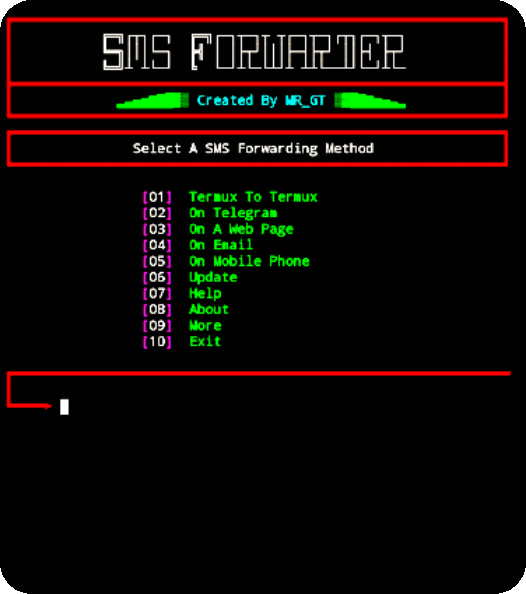 SMS FORWARDER
Created By MR_GT
Select A SMS Forwarding Method
[01] Termux To Termux
[02] On Telegram
[03] On A Web Page
[04] On Email
[05] On Mobile Phone
[06] Update
[07] Help
[08] About
[09] More
[10] Exit